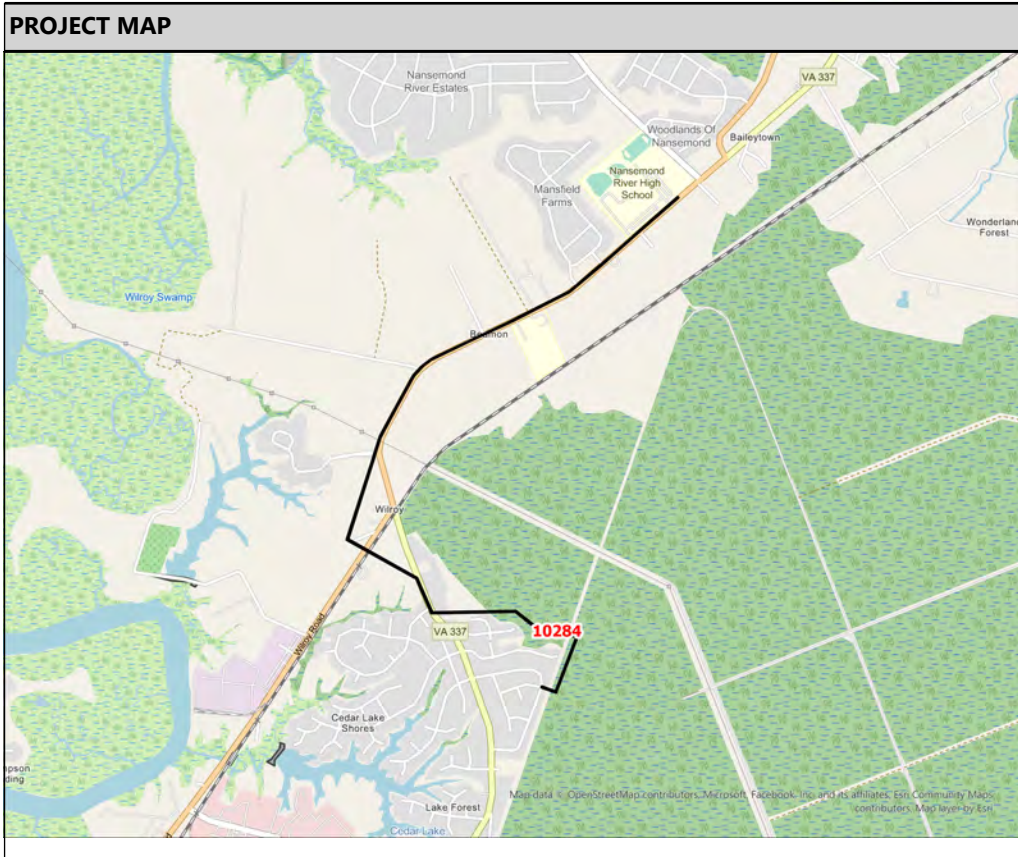 PROJECT MAP
Nansemond
River Estates
VA 337
Woodlands Of
Nansemond
Baileytown
Nansemond
River High
School
Mansfield
Farms
Wonderland
Forest
Wilroy Swamp
Wilroy
10284
VA 337
Wilroy Road
Cedar Lake
Shores
Lake Forest
Cedar Lake
Map data © OpenStreetMap contributors, Microsoft, Facebook, Inc. and its affiliates, Esri Community Maps
contributors, Map layer by Esri